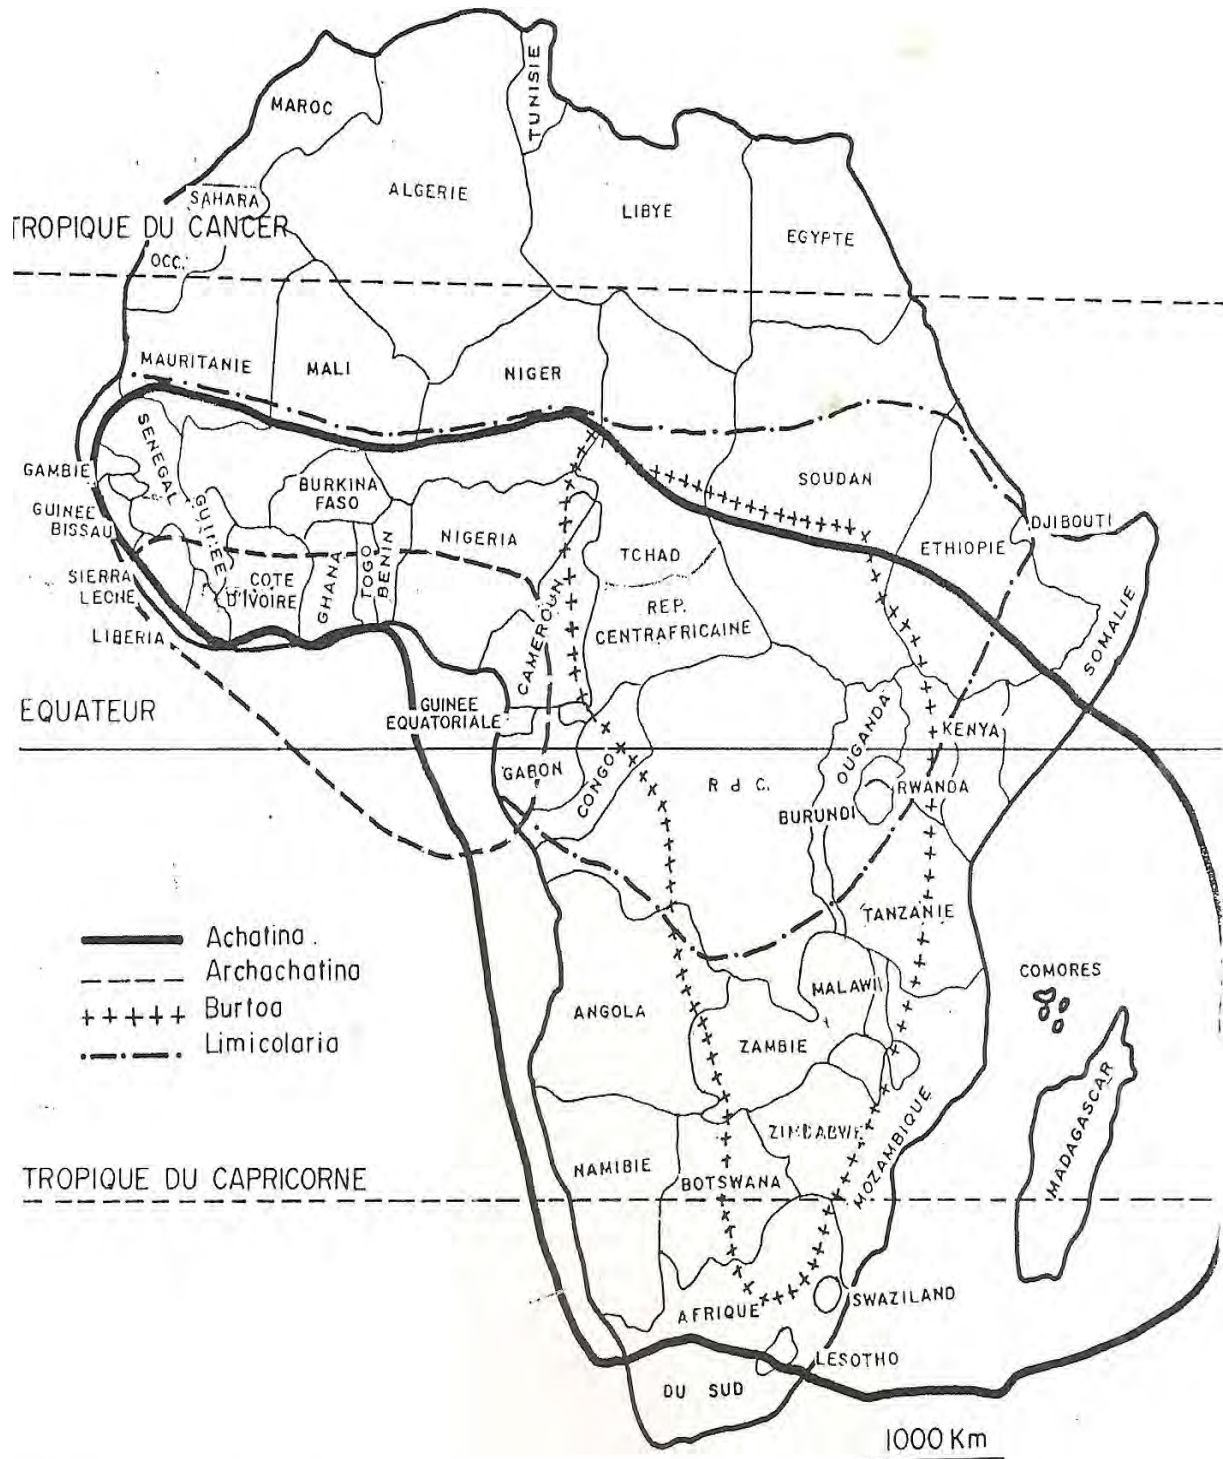 TUNISIE
MAROC
ALGERIE
SAHARA
OCC.
LIBYE
EGYPTE
TROPIQUE DU CANCER
MAURITANIE
MALI
NIGER
SENEGAL
GAMBIE
GUINEE
BISSAU
GUINEE
BURKINA
FASO
SOUDAN
DJIBOUTI
ETHIOPIE
NIGERIA
TCHAD
SIERRA
LECHE
COTE
D'IVOIRE
GHANA
TOGO
BENIN
CAMEROUN
REP.
CENTRAFRICAINE
SOMALIE
LIBERIA
EQUATEUR
GUINEE
EQUATORIALE
OUGANDA
KENYA
GABON
CONGO
R d C.
RWANDA
BURUNDI
TANZANIE
Achatina.
Archachatina
Burtoa
Limicolaria
COMORES
ANGOLA
MALAWI
ZAMBIE
MADAGASCAR
ZIMBABWE
MOZAMBIQUE
NAMIBIE
BOTSWANA
TROPIQUE DU CAPRICORNE
SWAZILAND
AFRIQUE
LESOTHO
DU SUD
1000 Km